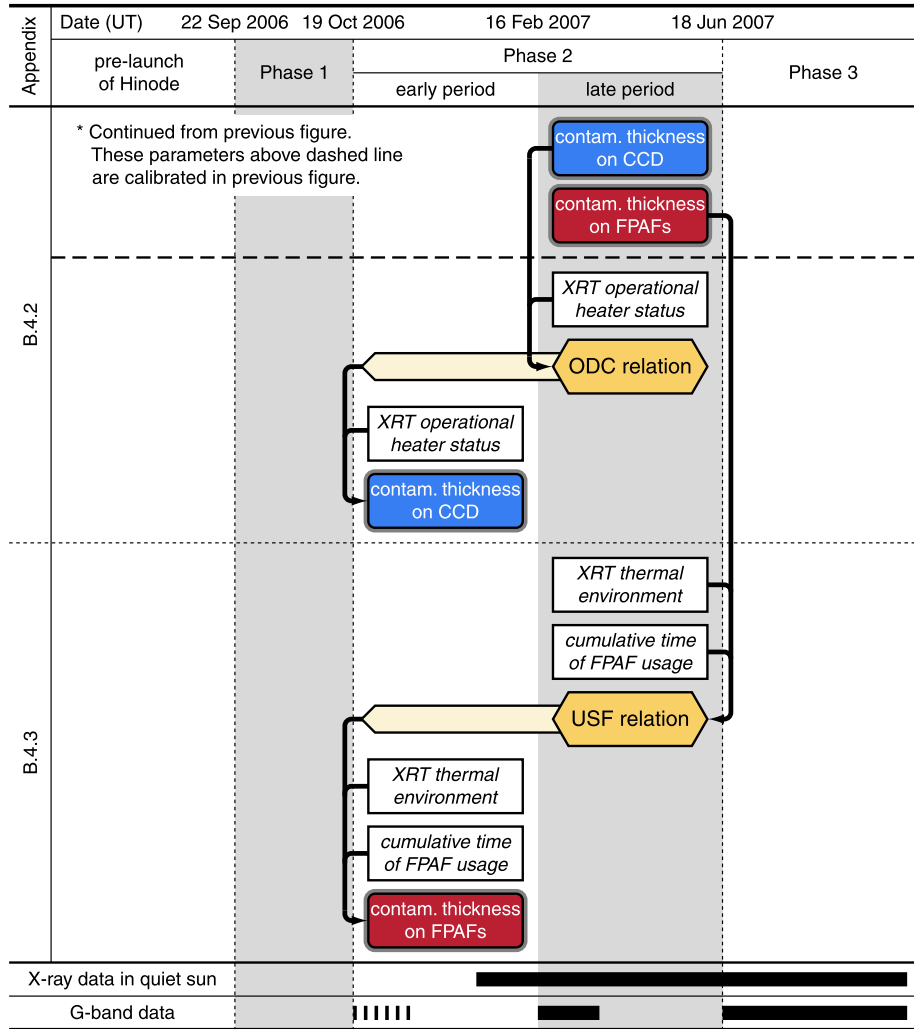 Appendix
Date (UT)
22 Sep 2006
19 Oct 2006
16 Feb 2007
18 Jun 2007
pre-launch
of Hinode
Phase 1
Phase 2
early period
late period
Phase 3
* Continued from previous figure.
These parameters above dashed line
are calibrated in previous figure.
contam. thickness
on CCD
contam. thickness
on FPAFs
B.4.2
XRT operational
heater status
ODC relation
XRT operational
heater status
contam. thickness
on CCD
B.4.3
XRT thermal
environment
cumulative time
of FPAF usage
USF relation
XRT thermal
environment
cumulative time
of FPAF usage
contam. thickness
on FPAFs
X-ray data in quiet sun
G-band data